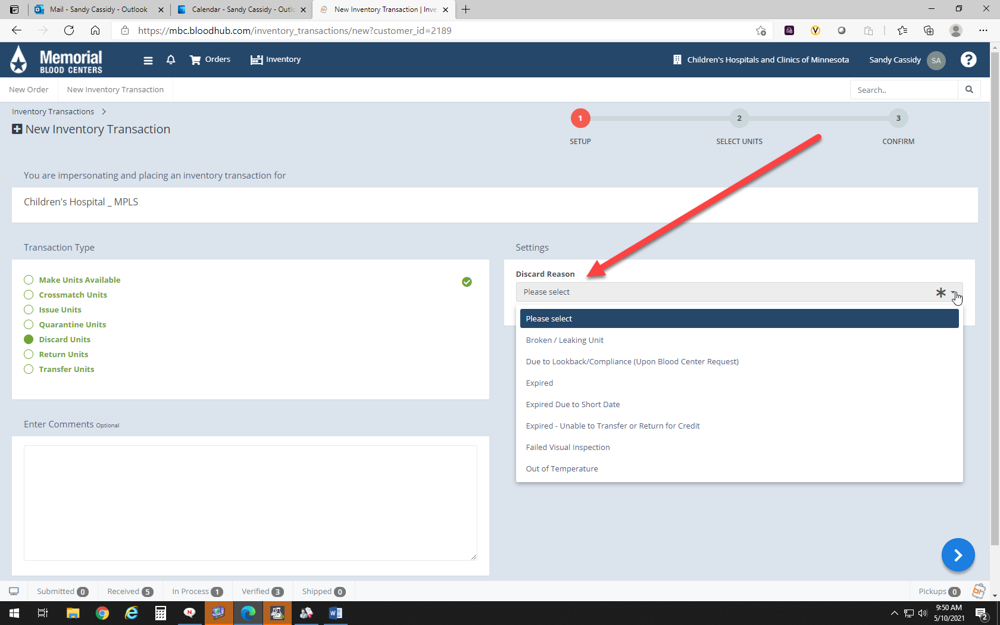 Mail - Sandy Cassidy - Outlook
Calendar - Sandy Cassidy - Outlo
New Inventory Transaction | Inve
https://mbc.bloodhub.com/inventory_transactions/new?customer_id=2189
Memorial
BLOOD CENTERS
Orders
Inventory
Children's Hospitals and Clinics of Minnesota
Sandy Cassidy
SA
?
New Order
New Inventory Transaction
Search..
Inventory Transactions
New Inventory Transaction
1
2
3
SETUP
SELECT UNITS
CONFIRM
You are impersonating and placing an inventory transaction for
Children's Hospital _ MPLS
Transaction Type
Make Units Available
Crossmatch Units
Issue Units
Quarantine Units
Discard Units
Return Units
Transfer Units
Settings
Discard Reason
Please select
Please select
Broken / Leaking Unit
Due to Lookback/Compliance (Upon Blood Center Request)
Expired
Expired Due to Short Date
Expired - Unable to Transfer or Return for Credit
Failed Visual Inspection
Out of Temperature
Enter Comments Optional
Submitted 0
Received 5
In Process 1
Verified 3
Shipped 0
Pickups 0
9:50 AM
5/10/2021
2